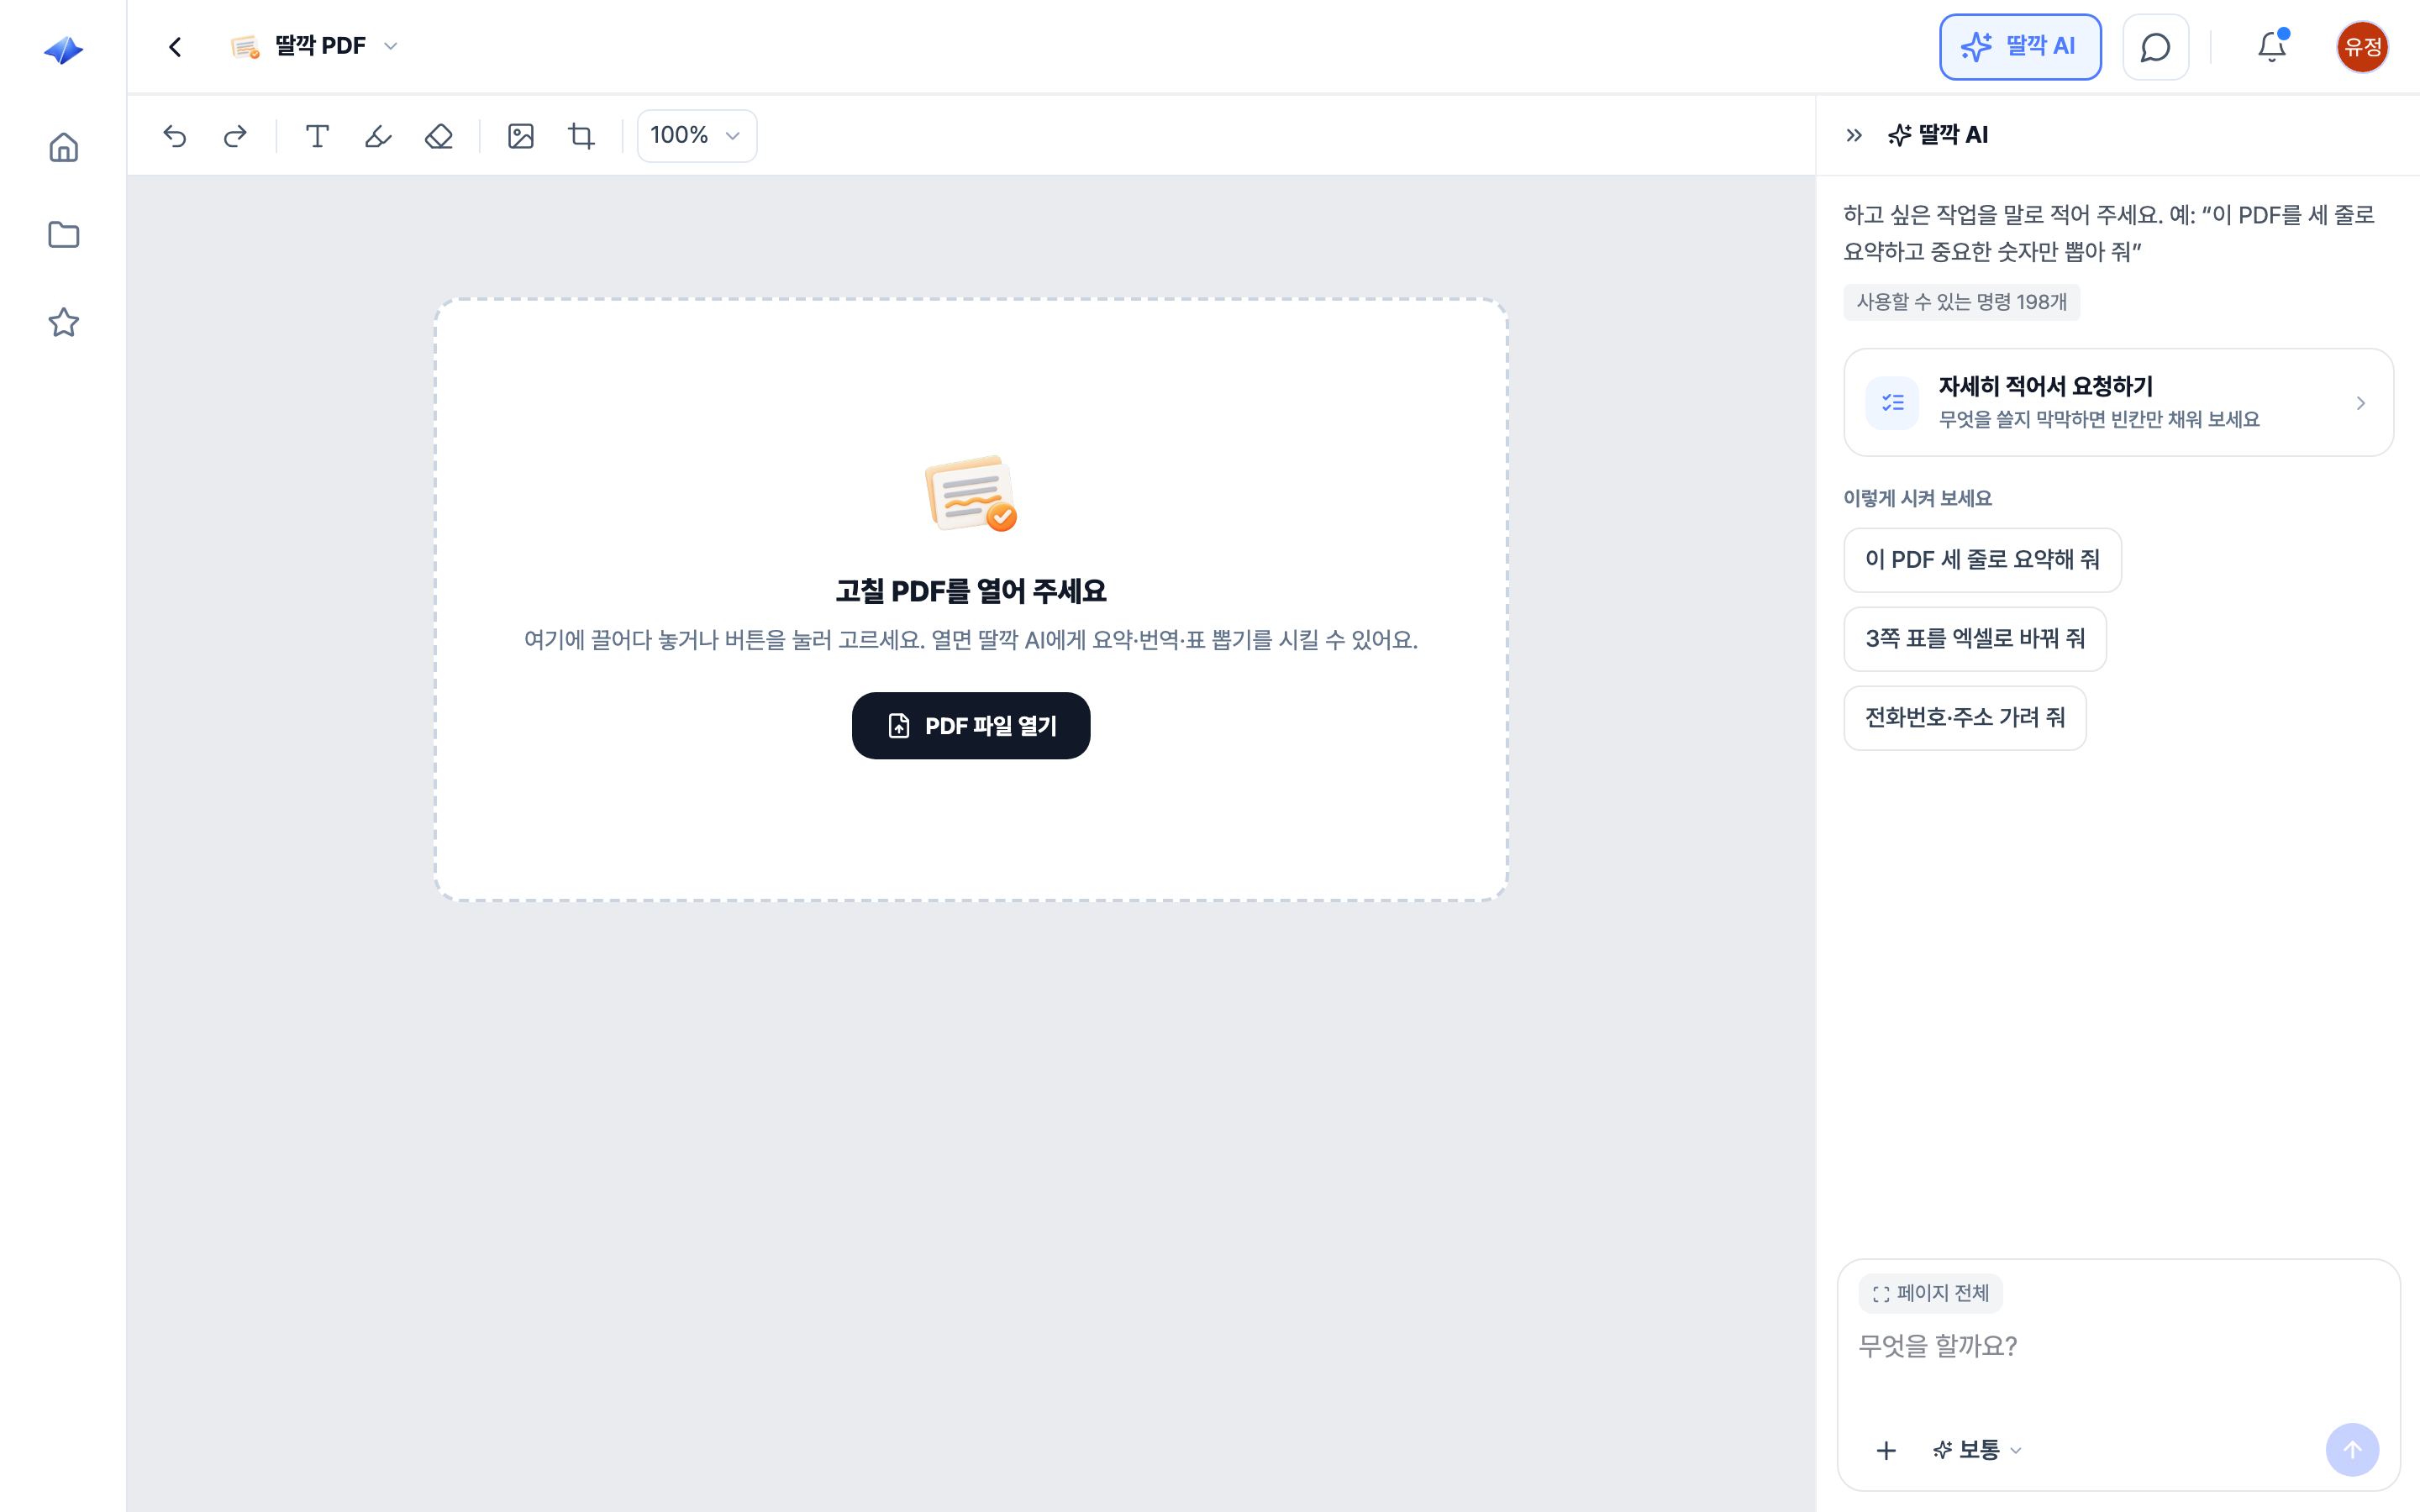 딸깍 PDF
딸깍 AI
유정
100%
딸깍 AI
하고 싶은 작업을 말로 적어 주세요. 예: “이 PDF를 세 줄로
요약하고 중요한 숫자만 뽑아 줘”
사용할 수 있는 명령 198개
자세히 적어서 요청하기
무엇을 쓸지 막막하면 빈칸만 채워 보세요
이렇게 시켜 보세요
이 PDF 세 줄로 요약해 줘
3쪽 표를 엑셀로 바꿔 줘
전화번호·주소 가려 줘
고칠 PDF를 열어 주세요
여기에 끌어다 놓거나 버튼을 눌러 고르세요. 열면 딸깍 AI에게 요약·번역·표 뽑기를 시킬 수 있어요.
PDF 파일 열기
페이지 전체
무엇을 할까요?
보통